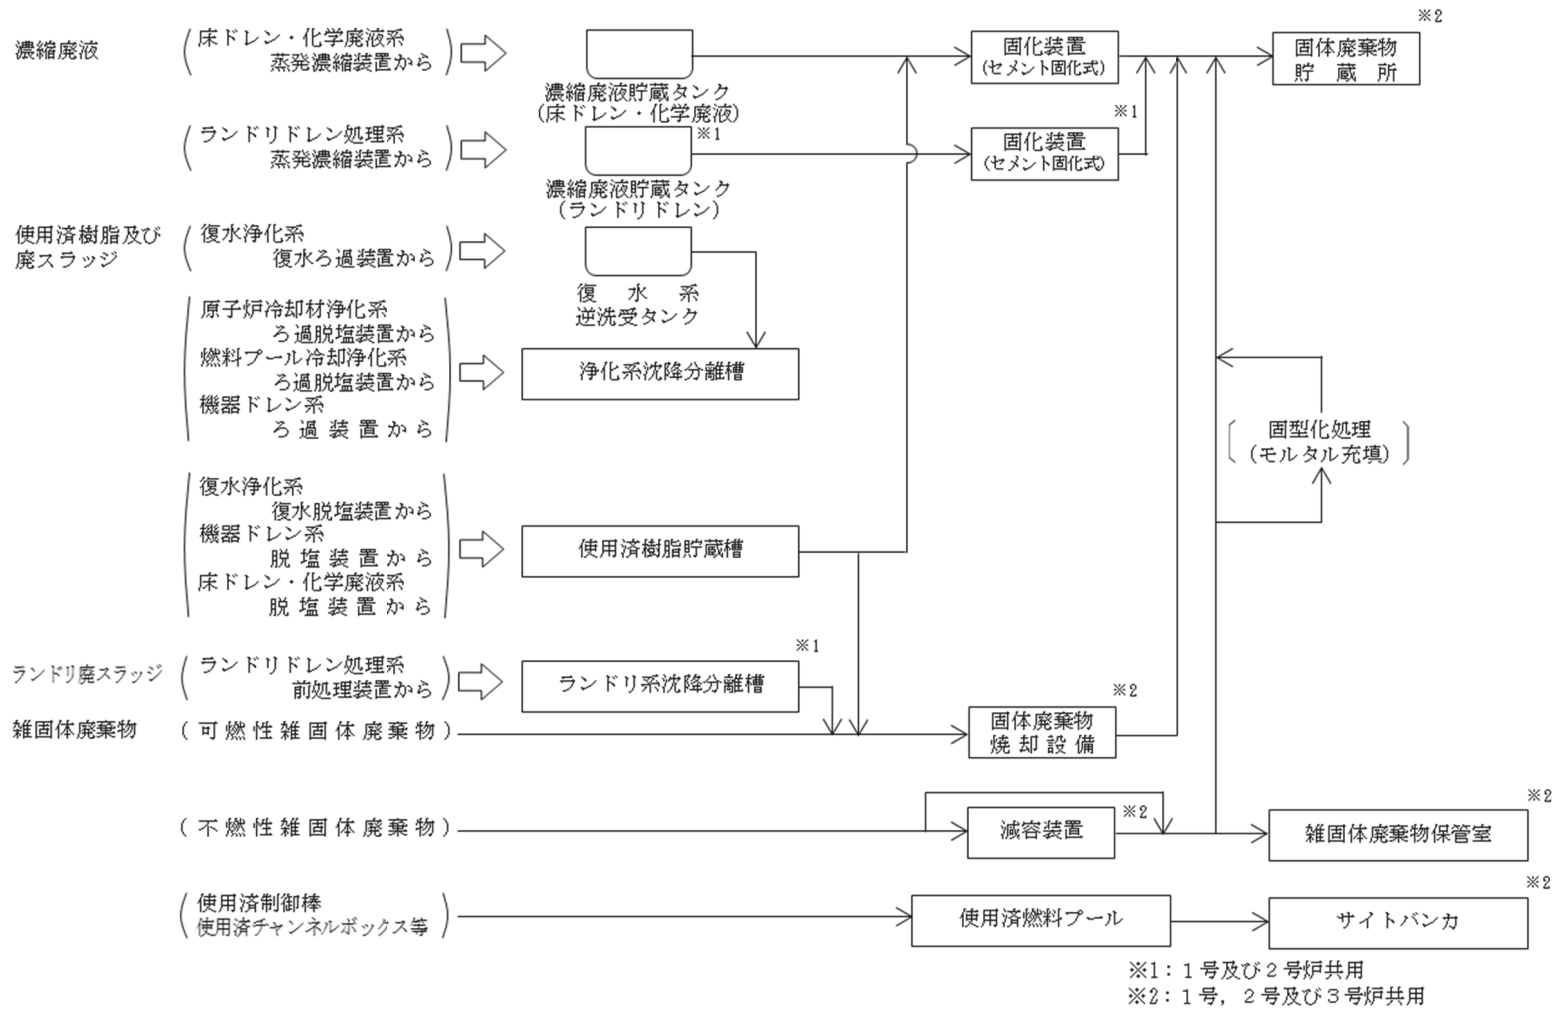 ※2
濃縮廃液
(床ドレン・化学廃液系
蒸発濃縮装置から)
濃縮廃液貯蔵タンク
(床ドレン・化学廃液)
固化装置
(セメント固化式)
固体廃棄物
貯蔵所
(ランドリドレン処理系
蒸発濃縮装置から)
※1
濃縮廃液貯蔵タンク
(ランドリドレン)
※1
固化装置
(セメント固化式)
使用済樹脂及び
廃スラッジ
(復水浄化系
復水ろ過装置から)
復水系
逆洗受タンク
(原子炉冷却材浄化系
ろ過脱塩装置から
燃料プール冷却浄化系
ろ過脱塩装置から
機器ドレン系
ろ過装置から)
浄化系沈降分離槽
〔固型化処理
(モルタル充填)〕
(復水浄化系
復水脱塩装置から
機器ドレン系
脱塩装置から
床ドレン・化学廃液系
脱塩装置から)
使用済樹脂貯蔵槽
ランドリ廃スラッジ
(ランドリドレン処理系
前処理装置から)
※1
ランドリ系沈降分離槽
雑固体廃棄物
(可燃性雑固体廃棄物)
※2
固体廃棄物
焼却設備
(不燃性雑固体廃棄物)
減容装置
※2
※2
雑固体廃棄物保管室
(使用済制御棒
使用済チャンネルボックス等)
使用済燃料プール
※2
サイトバンカ
※1：1号及び2号炉共用
※2：1号，2号及び3号炉共用